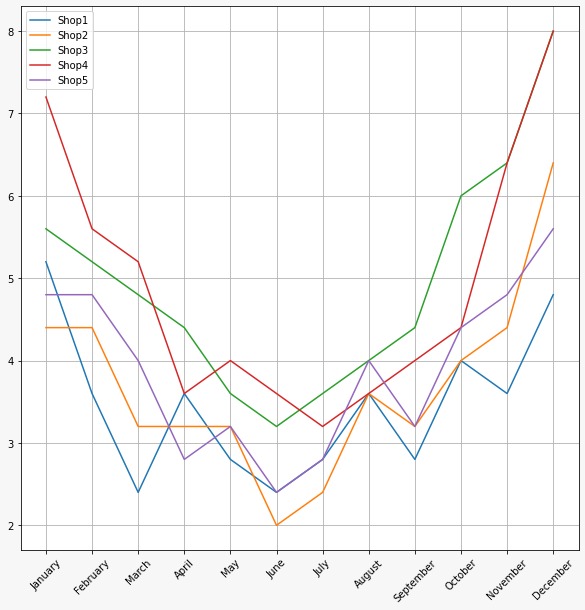 Shop1
Shop2
Shop3
Shop4
Shop5
8
7
6
5
4
3
2
January
February
March
April
May
June
July
August
September
October
November
December